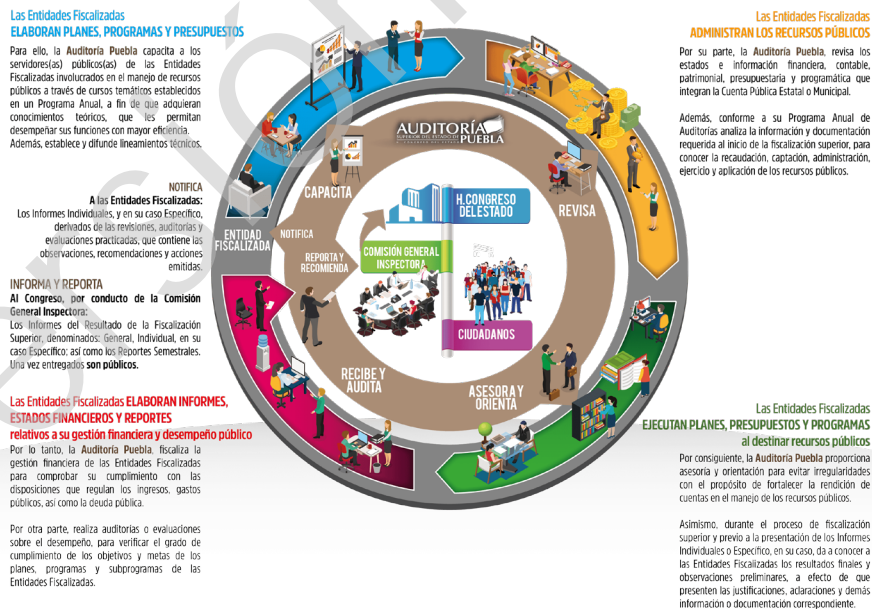 Las Entidades Fiscalizadas
ELABORAN PLANES, PROGRAMAS Y PRESUPUESTOS
Para ello, la Auditoría Puebla capacita a los
servidores(as) públicos(as) de las Entidades
Fiscalizadas involucrados en el manejo de recursos
públicos a través de cursos temáticos establecidos
en un Programa Anual, a fin de que adquieran
conocimientos teóricos, que les permitan
desempeñar sus funciones con mayor eficiencia.
Además, establece y difunde lineamientos técnicos.
NOTIFICA
A las Entidades Fiscalizadas:
Los Informes Individuales, y en su caso Específico,
derivados de las revisiones, auditorías y
evaluaciones practicadas, que contiene las
observaciones, recomendaciones y acciones
emitidas.
INFORMA Y REPORTA
Al Congreso, por conducto de la Comisión
General Inspectora:
Los Informes del Resultado de la Fiscalización
Superior, denominados: General, Individual, en su
caso Específico; así como los Reportes Semestrales.
Una vez entregados son públicos.
Las Entidades Fiscalizadas ELABORAN INFORMES,
ESTADOS FINANCIEROS Y REPORTES
relativos a su gestión financiera y desempeño público
Por lo tanto, la Auditoría Puebla, fiscaliza la
gestión financiera de las Entidades Fiscalizadas
para comprobar su cumplimiento con las
disposiciones que regulan los ingresos, gastos
públicos, así como la deuda pública.
Por otra parte, realiza auditorías o evaluaciones
sobre el desempeño, para verificar el grado de
cumplimiento de los objetivos y metas de los
planes, programas y subprogramas de las
Entidades Fiscalizadas.
AUDITORÍA
SUPERIOR DEL ESTADO DE
PUEBLA
CAPACITA
REVISA
ENTIDAD
FISCALIZADA
NOTIFICA
REPORTA Y
RECOMIENDA
H. CONGRESO
DEL ESTADO
COMISIÓN GENERAL
INSPECTORA
CIUDADANOS
RECIBE Y
AUDITA
ASESORA Y
ORIENTA
Las Entidades Fiscalizadas
ADMINISTRAN LOS RECURSOS PÚBLICOS
Por su parte, la Auditoría Puebla, revisa los
estados e información financiera, contable,
patrimonial, presupuestaria y programática que
integran la Cuenta Pública Estatal o Municipal.
Además, conforme a su Programa Anual de
Auditorías analiza la información y documentación
requerida al inicio de la fiscalización superior, para
conocer la recaudación, captación, administración,
ejercicio y aplicación de los recursos públicos.
Las Entidades Fiscalizadas
EJECUTAN PLANES, PRESUPUESTOS Y PROGRAMAS
al destinar recursos públicos
Por consiguiente, la Auditoría Puebla proporciona
asesoría y orientación para evitar irregularidades
con el propósito de fortalecer la rendición de
cuentas en el manejo de los recursos públicos.
Asimismo, durante el proceso de fiscalización
superior y previo a la presentación de los Informes
Individuales o Específico, en su caso, da a conocer a
las Entidades Fiscalizadas los resultados finales y
observaciones preliminares, a efecto de que
presenten las justificaciones, aclaraciones y demás
información o documentación correspondiente.